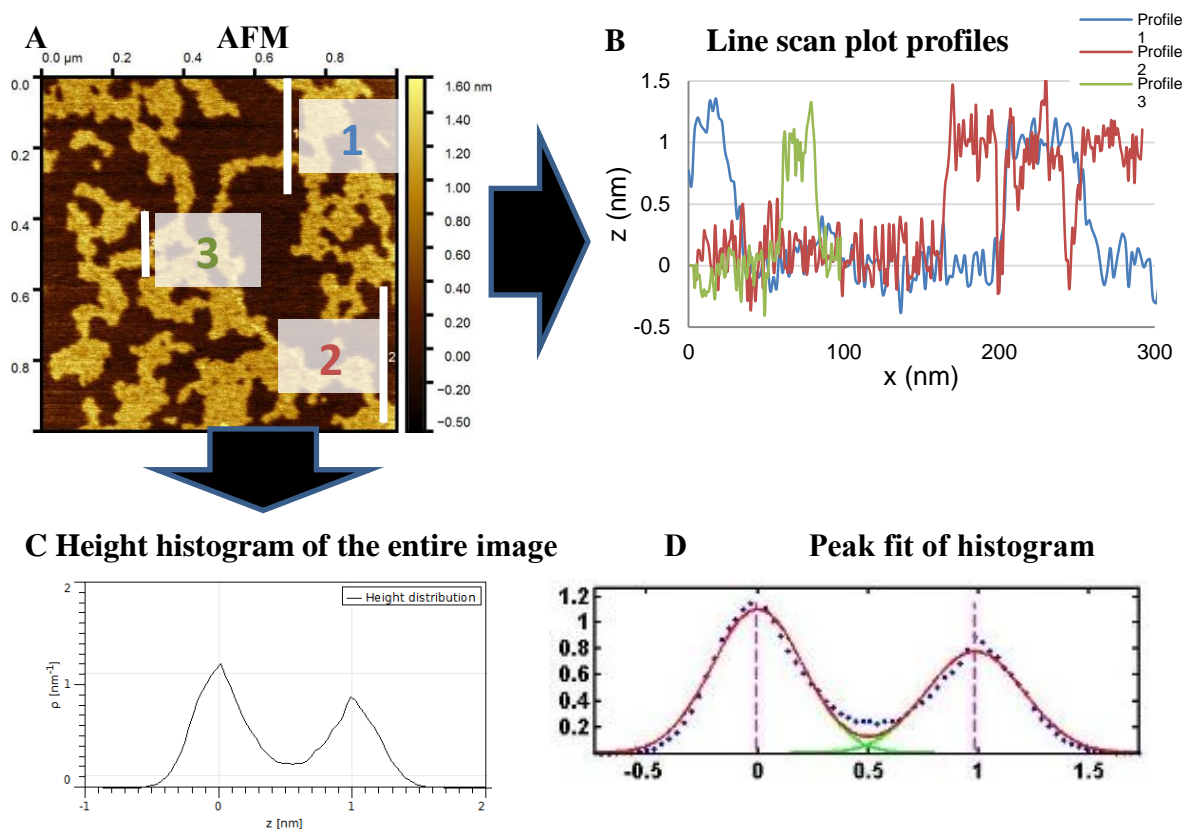 A AFM
0.0 µm 0.2 0.4 0.6 0.8
0.0
0.2
0.4
0.6
0.8
1
1
3
3
2
2
1.60 nm
1.40
1.20
1.00
0.80
0.60
0.40
0.20
0.00
−0.20
−0.50
B Line scan plot profiles
Profile
1
Profile
2
Profile
3
1.5
1
0.5
0
-0.5
z (nm)
0 100 200 300
x (nm)
C Height histogram of the entire image
Height distribution
2
1
0
ρ [nm⁻¹]
-1 0 1 2
z [nm]
D Peak fit of histogram
1.2
1
0.8
0.6
0.4
0.2
-0.5 0 0.5 1 1.5